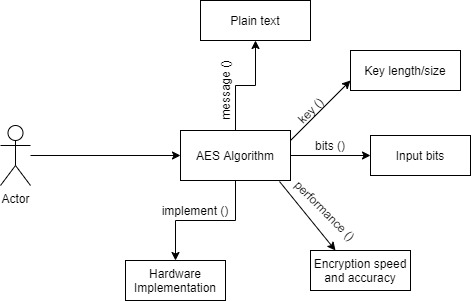 Plain text
message ()
Key length/size
key ()
AES Algorithm
bits ()
Input bits
Actor
implement ()
performance ()
Hardware
Implementation
Encryption speed
and accuracy